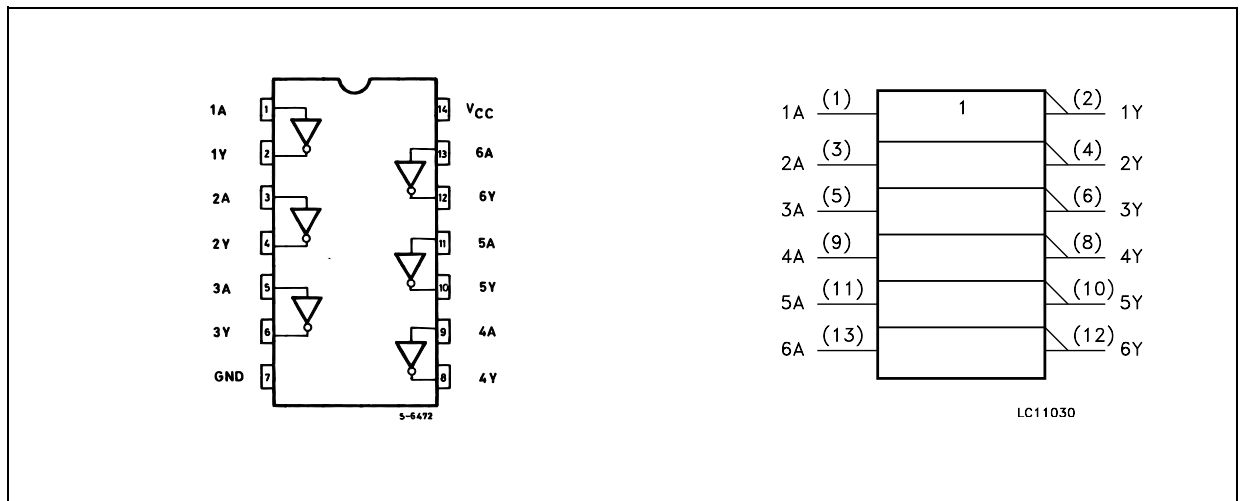 1A 1 14 VCC
1Y 2 13 6A
2A 3 12 6Y
2Y 4 11 5A
3A 5 10 5Y
3Y 6 9 4A
GND 7 8 4Y
S-6472
1A (1) 1 (2) 1Y
2A (3) (4) 2Y
3A (5) (6) 3Y
4A (9) (8) 4Y
5A (11) (10) 5Y
6A (13) (12) 6Y
LC11030